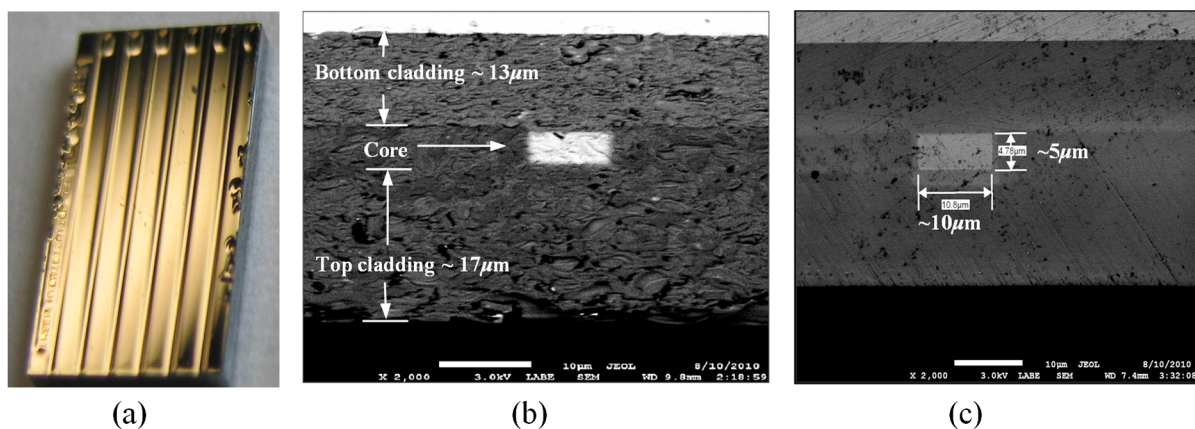 Bottom cladding ~ 13µm
Core
Top cladding ~ 17µm
10µm JEOL 8/10/2010
X 2,000 3.0kV LABE SEM WD 9.8mm 2:18:59
4.78µm
~5µm
10.8µm
~10µm
10µm JEOL 8/10/2010
X 2,000 3.0kV LABE SEM WD 7.4mm 3:32:08
(a)
(b)
(c)